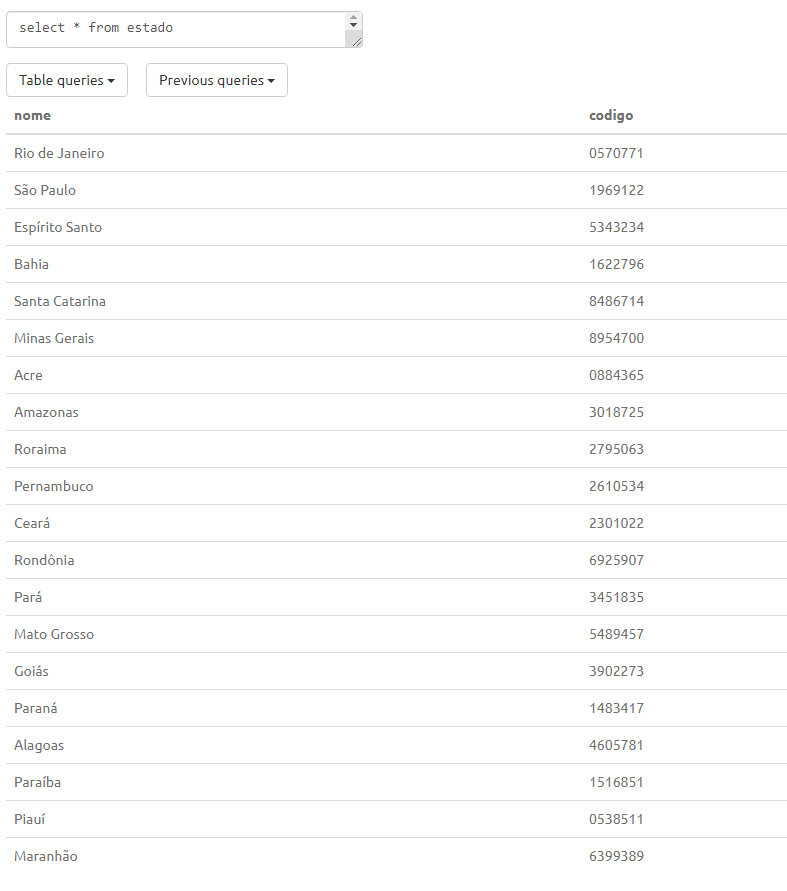 select * from estado
Table queries Previous queries
nome codigo
Rio de Janeiro 0570771
São Paulo 1969122
Espírito Santo 5343234
Bahia 1622796
Santa Catarina 8486714
Minas Gerais 8954700
Acre 0884365
Amazonas 3018725
Roraima 2795063
Pernambuco 2610534
Ceará 2301022
Rondônia 6925907
Pará 3451835
Mato Grosso 5489457
Goiás 3902273
Paraná 1483417
Alagoas 4605781
Paraíba 1516851
Piauí 0538511
Maranhão 6399389